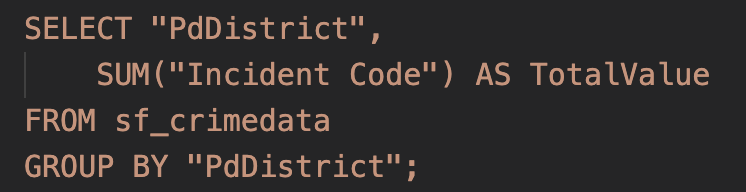 SELECT "PdDistrict",
    SUM("Incident Code") AS TotalValue
FROM sf_crimedata
GROUP BY "PdDistrict";